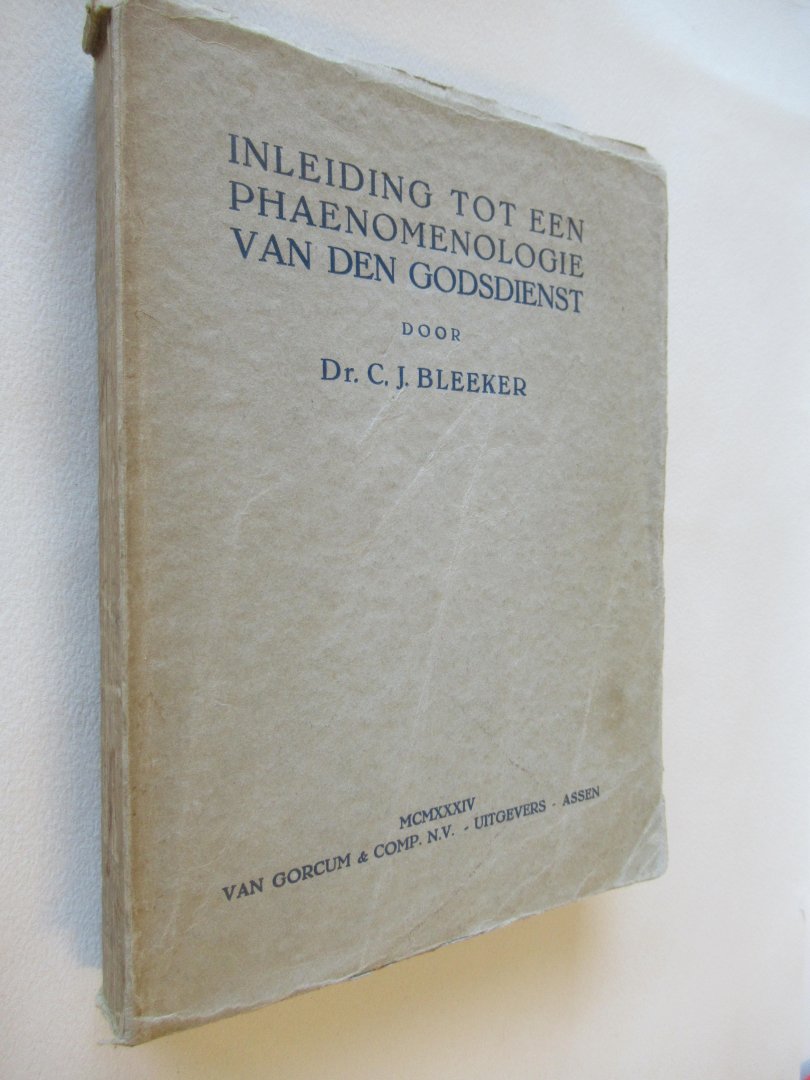 INLEIDING TOT EEN
PHAENOMENOLOGIE
VAN DEN GODSDIENST
DOOR
Dr. C. J. BLEEKER
MCMXXXIV
VAN GORCUM & COMP. N.V. - UITGEVERS - ASSEN